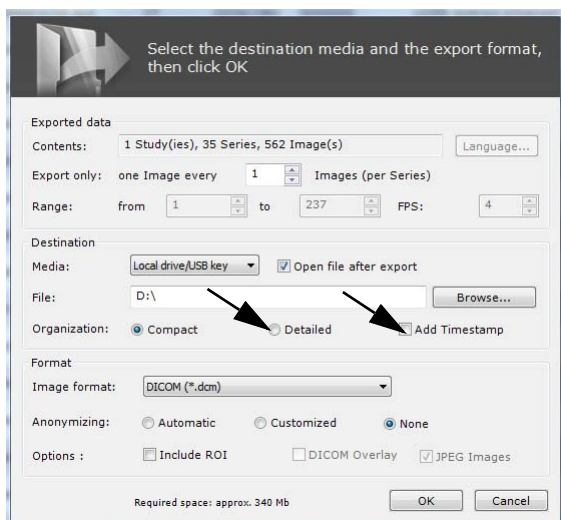 Select the destination media and the export format,
then click OK
Exported data
Contents: 1 Study(ies), 35 Series, 562 Image(s) Language...
Export only: one Image every 1 Images (per Series)
Range: from 1 to 237 FPS: 4
Destination
Media: Local drive/USB key Open file after export
File: D:\ Browse...
Organization: Compact Detailed Add Timestamp
Format
Image format: DICOM (*.dcm)
Anonymizing: Automatic Customized None
Options : Include ROI DICOM Overlay JPEG Images
Required space: approx. 340 Mb OK Cancel